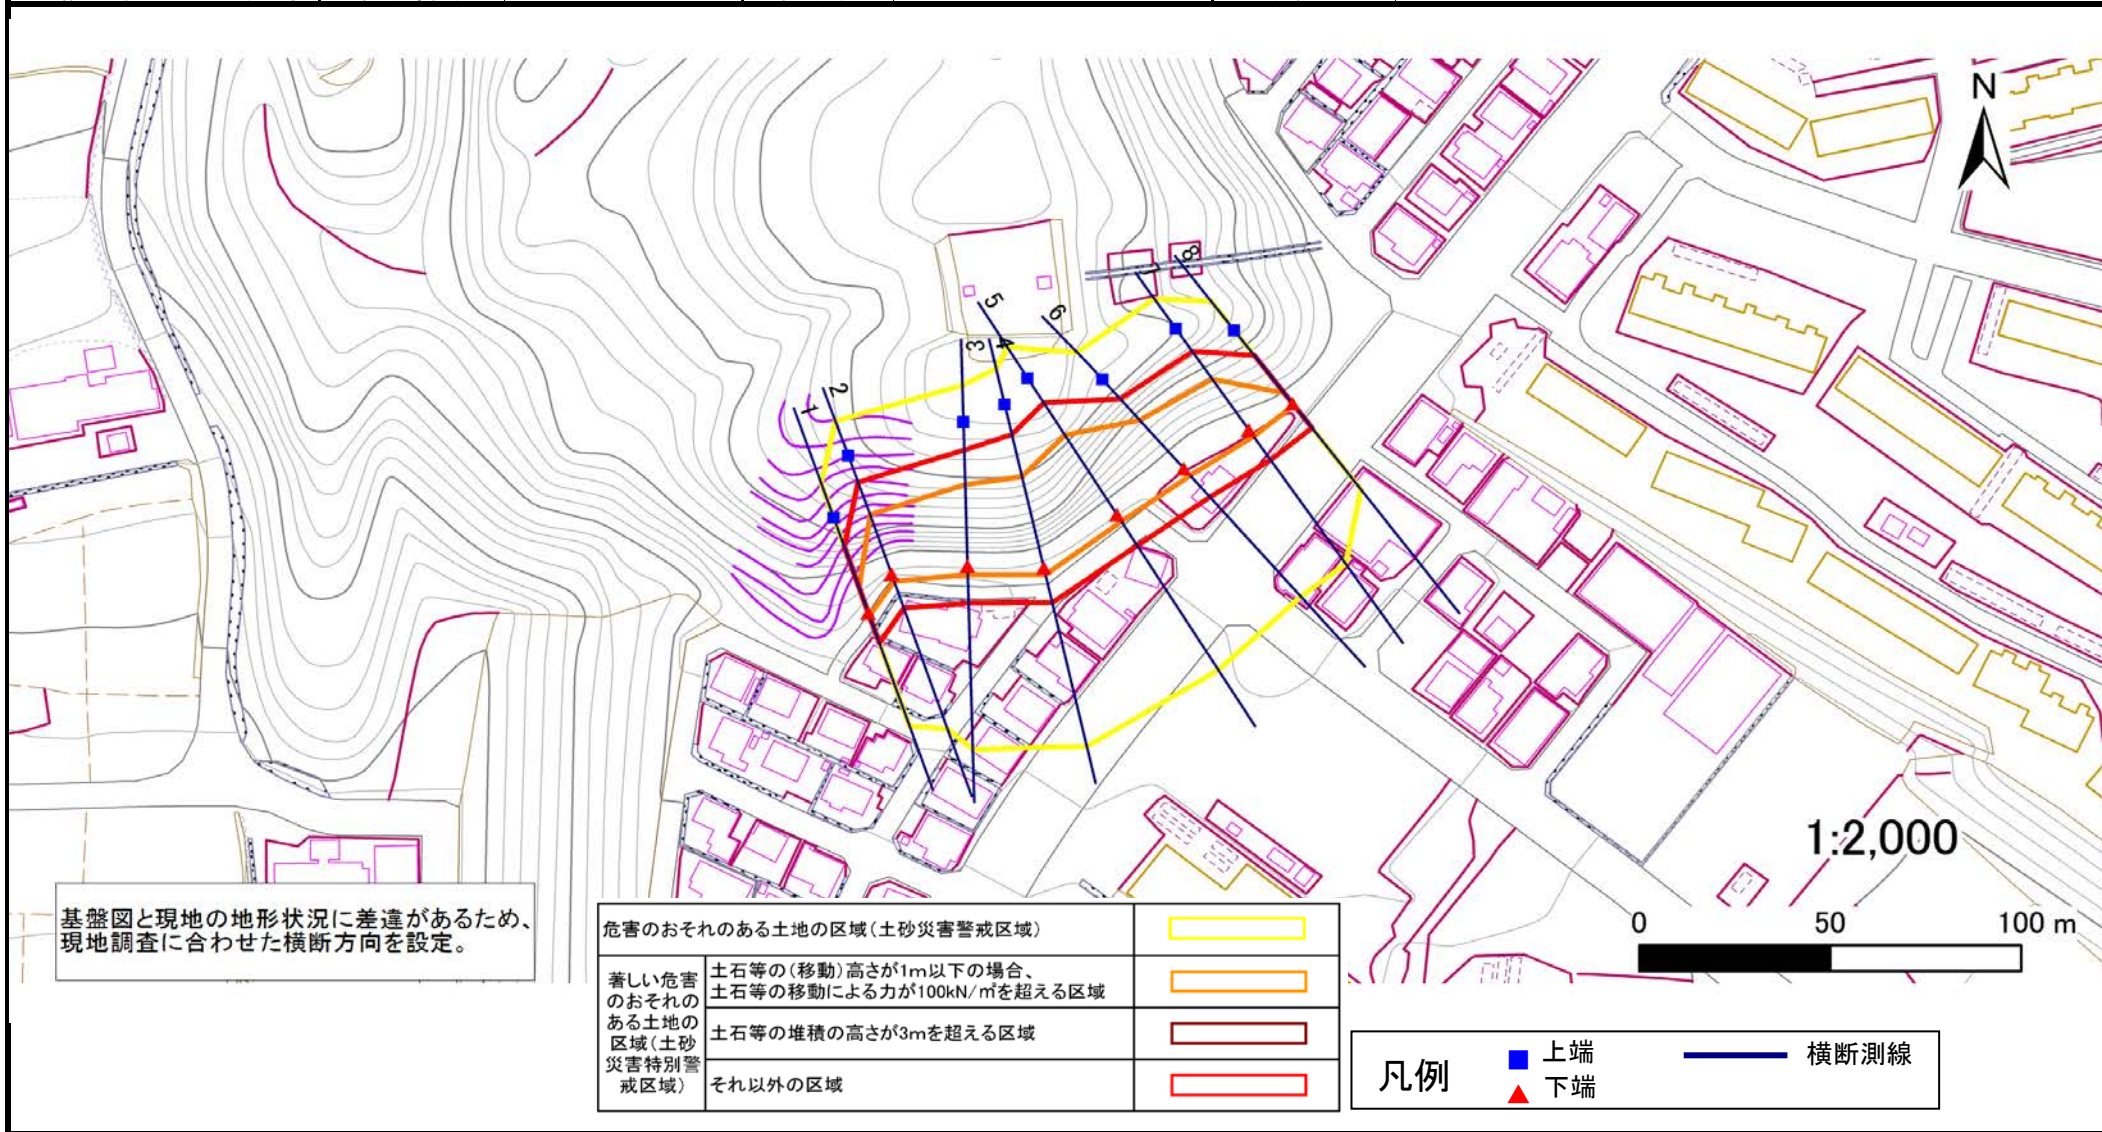 N
8
7
5
6
3
4
2
1
1:2,000
0 50 100 m
基盤図と現地の地形状況に差違があるため、
現地調査に合わせた横断方向を設定。
危害のおそれのある土地の区域(土砂災害警戒区域)
著しい危害
のおそれの
ある土地の
区域(土砂
災害特別警
戒区域)
土石等の(移動)高さが1m以下の場合、
土石等の移動による力が100kN/㎡を超える区域
土石等の堆積の高さが3mを超える区域
それ以外の区域
凡例
上端
下端
横断測線